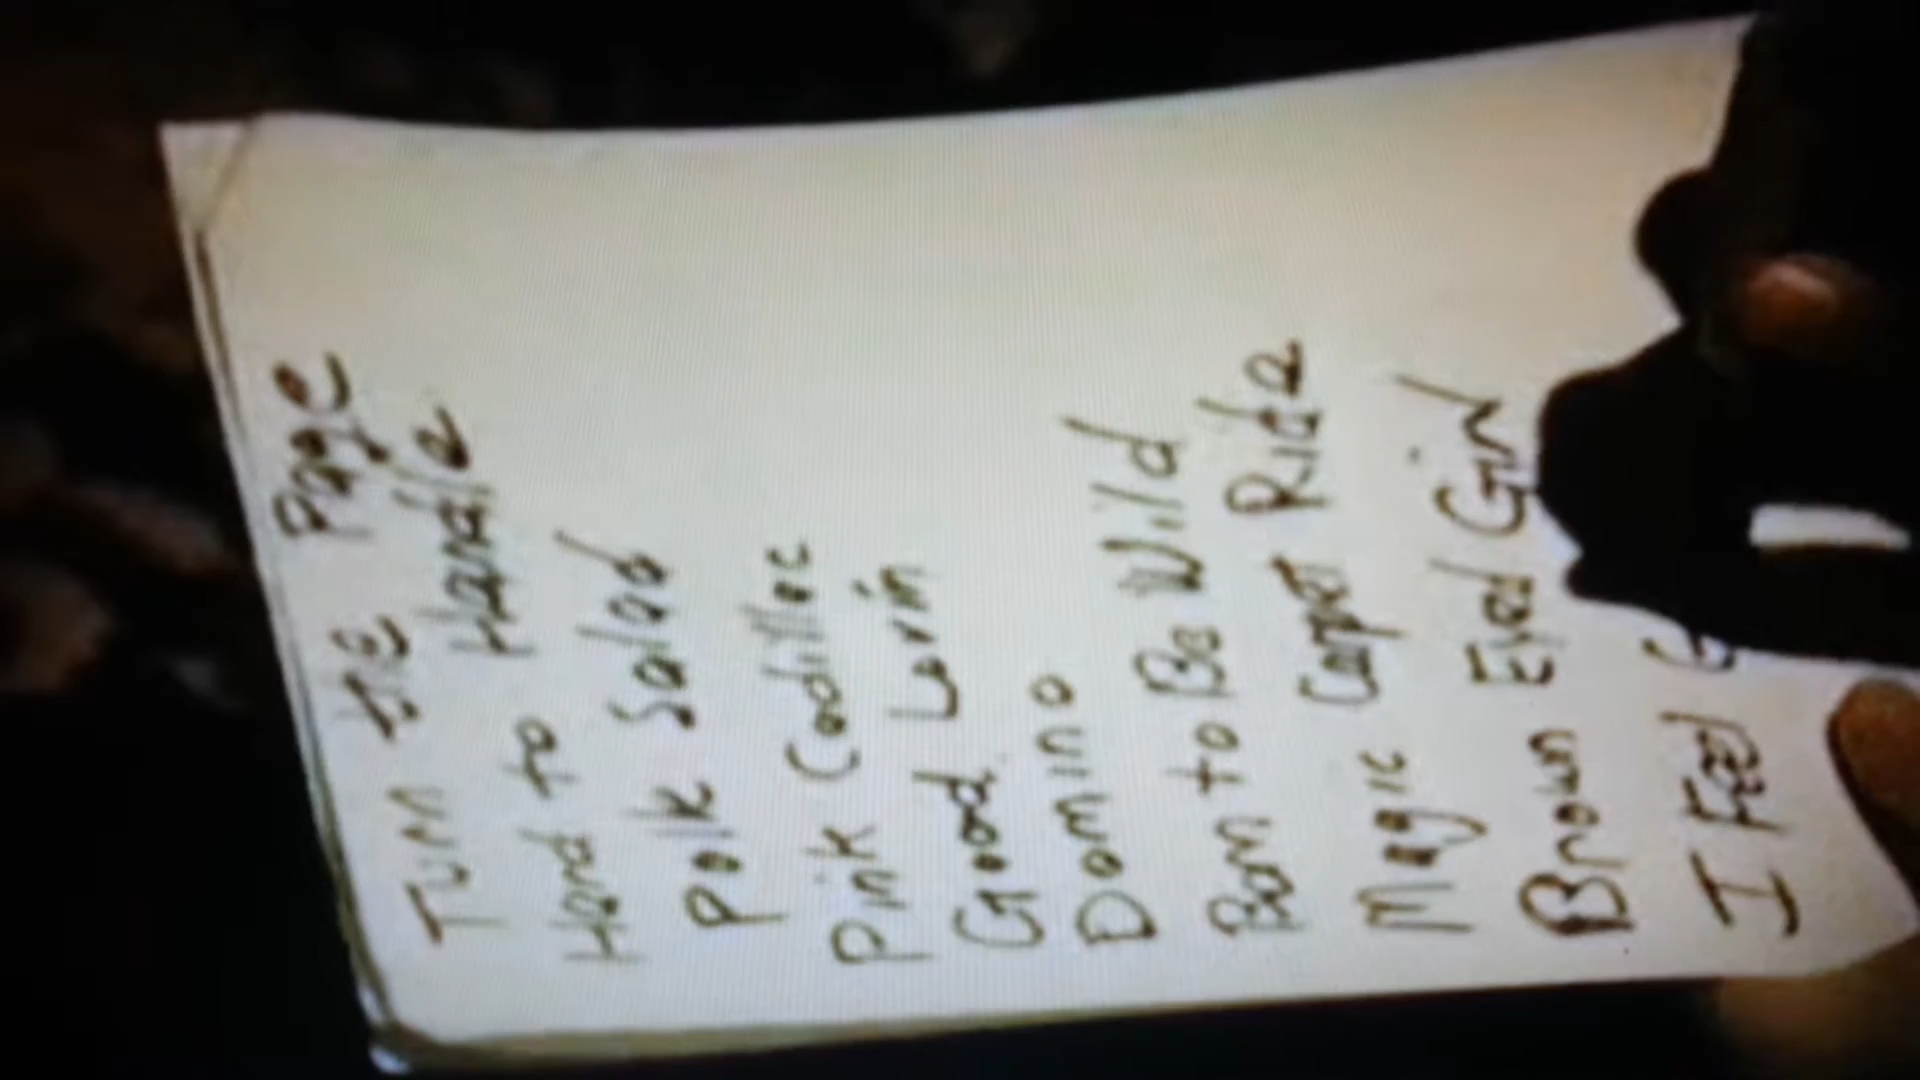 Turn the Page
Hard to Handle
Polk Salad
Pink Cadillac
Good Lovin
Domino
Born to Be Wild
Magic Carpet Ride
Brown Eyed Girl
I Feel